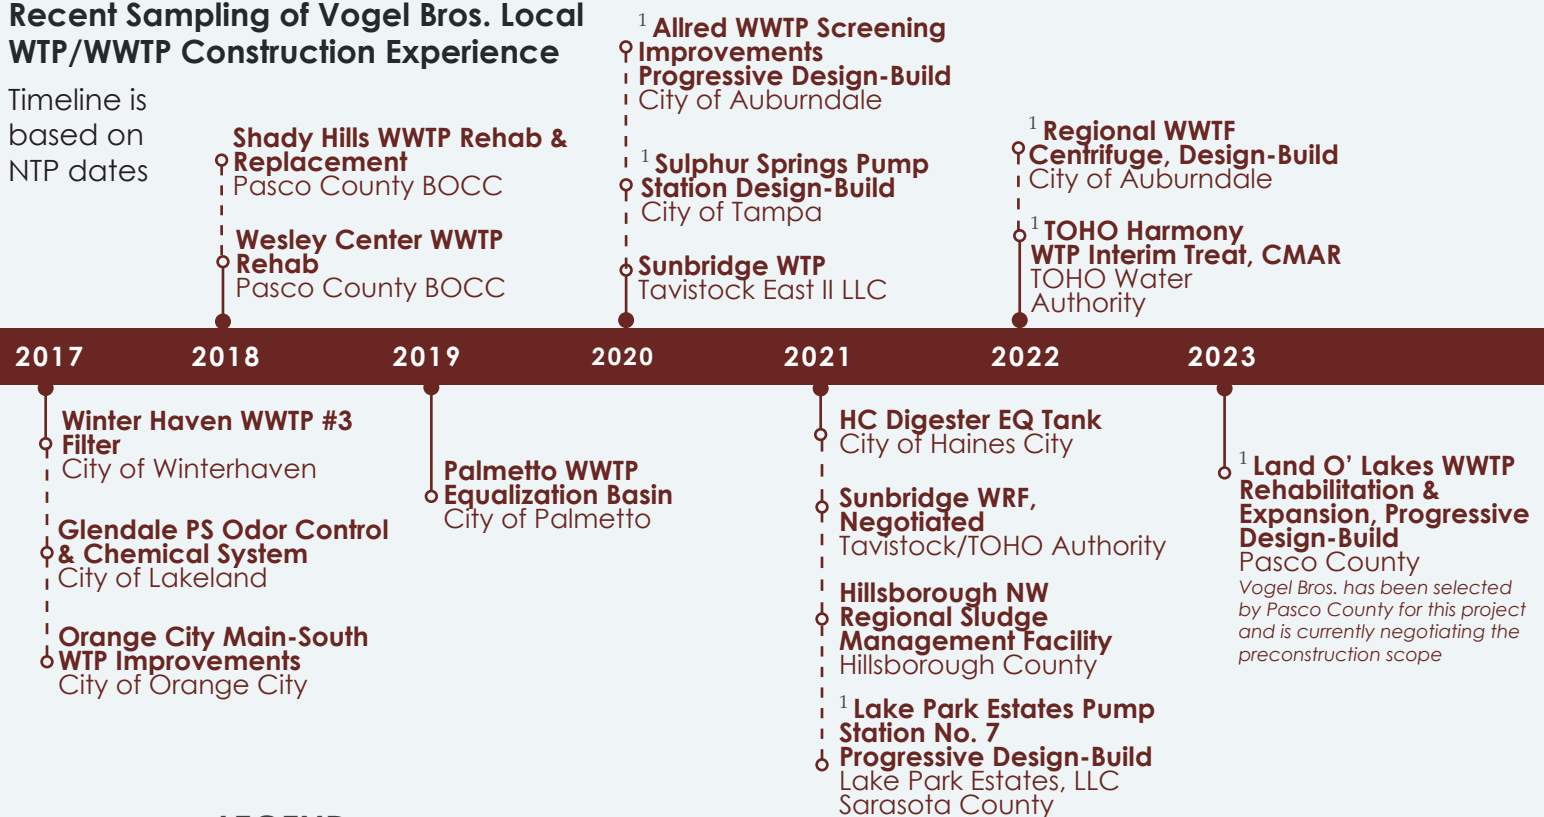 Recent Sampling of Vogel Bros. Local
WTP/WWTP Construction Experience
Timeline is
based on
NTP dates
Shady Hills WWTP Rehab &
Replacement
Pasco County BOCC
Wesley Center WWTP
Rehab
Pasco County BOCC
1 Allred WWTP Screening
Improvements
Progressive Design-Build
City of Auburndale
1 Sulphur Springs Pump
Station Design-Build
City of Tampa
Sunbridge WTP
Tavistock East II LLC
1 Regional WWTF
Centrifuge, Design-Build
City of Auburndale
1 TOHO Harmony
WTP Interim Treat, CMAR
TOHO Water
Authority
2017 2018 2019 2020 2021 2022 2023
Winter Haven WWTP #3
Filter
City of Winterhaven
Glendale PS Odor Control
& Chemical System
City of Lakeland
Orange City Main-South
WTP Improvements
City of Orange City
Palmetto WWTP
Equalization Basin
City of Palmetto
HC Digester EQ Tank
City of Haines City
Sunbridge WRF,
Negotiated
Tavistock/TOHO Authority
Hillsborough NW
Regional Sludge
Management Facility
Hillsborough County
1 Lake Park Estates Pump
Station No. 7
Progressive Design-Build
Lake Park Estates, LLC
Sarasota County
1 Land O’ Lakes WWTP
Rehabilitation &
Expansion, Progressive
Design-Build
Pasco County
Vogel Bros. has been selected
by Pasco County for this project
and is currently negotiating the
preconstruction scope
LEGEND